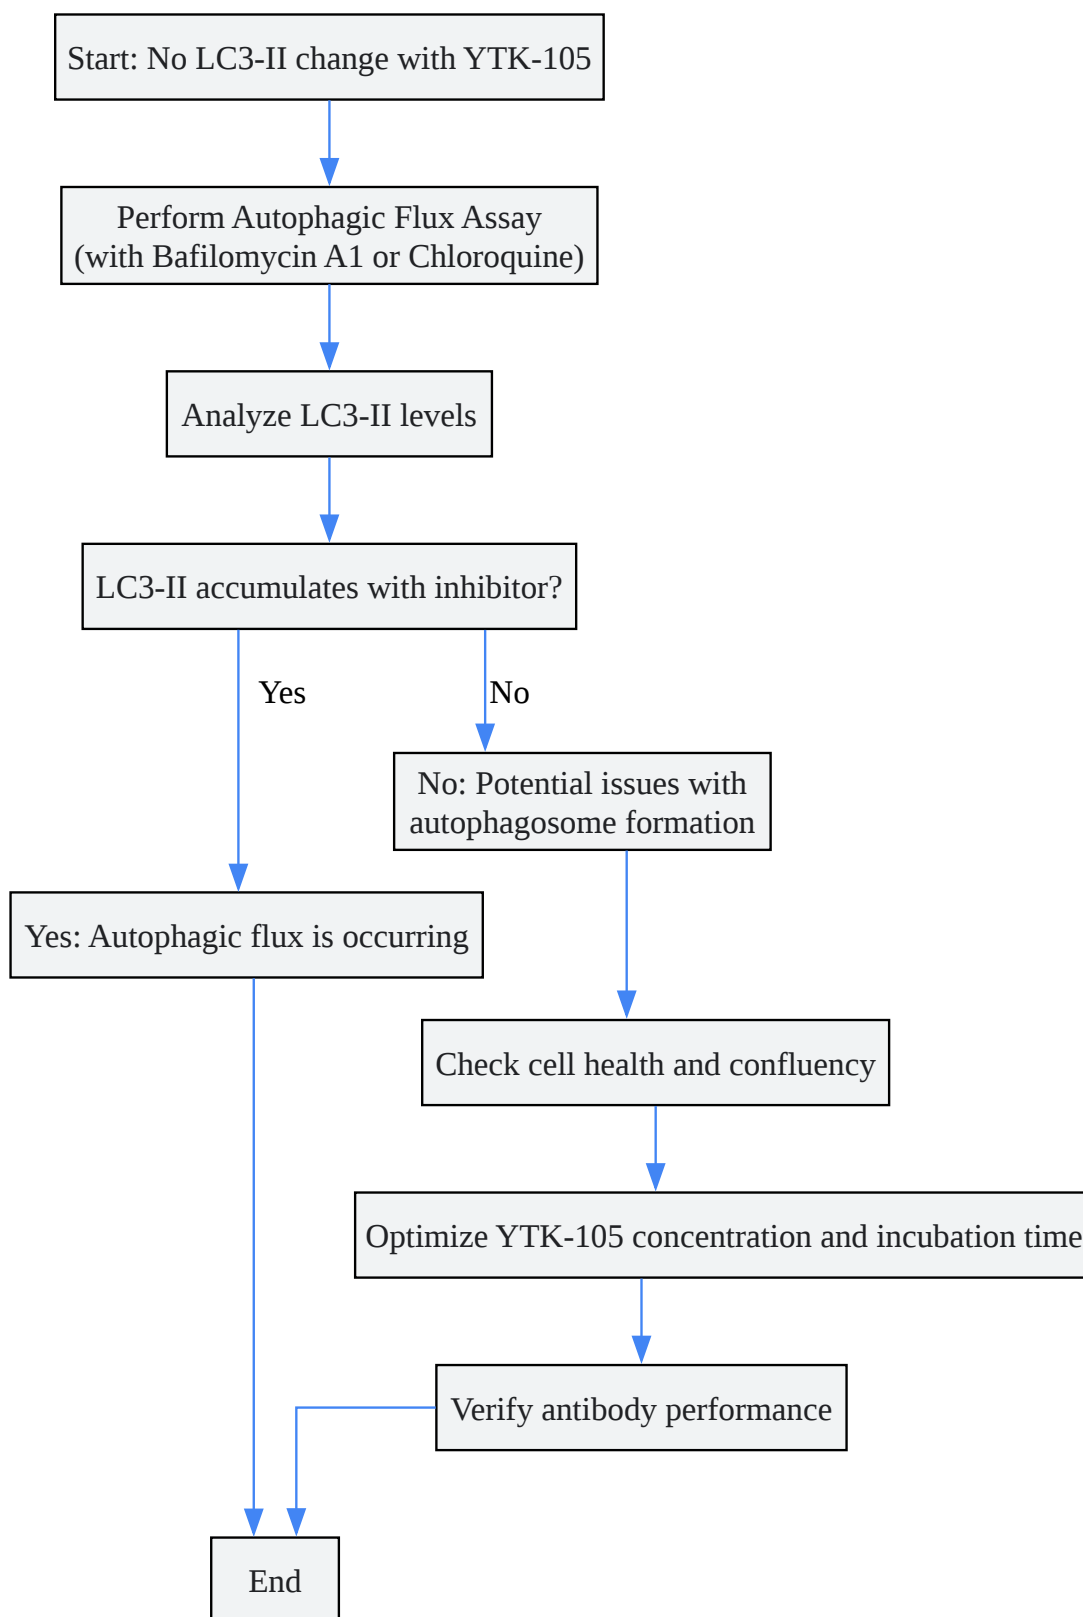 Start: No LC3-II change with YTK-105
Perform Autophagic Flux Assay
(with Bafilomycin A1 or Chloroquine)
Analyze LC3-II levels
LC3-II accumulates with inhibitor?
Yes
No
No: Potential issues with
autophagosome formation
Yes: Autophagic flux is occurring
Check cell health and confluency
Optimize YTK-105 concentration and incubation time
Verify antibody performance
End